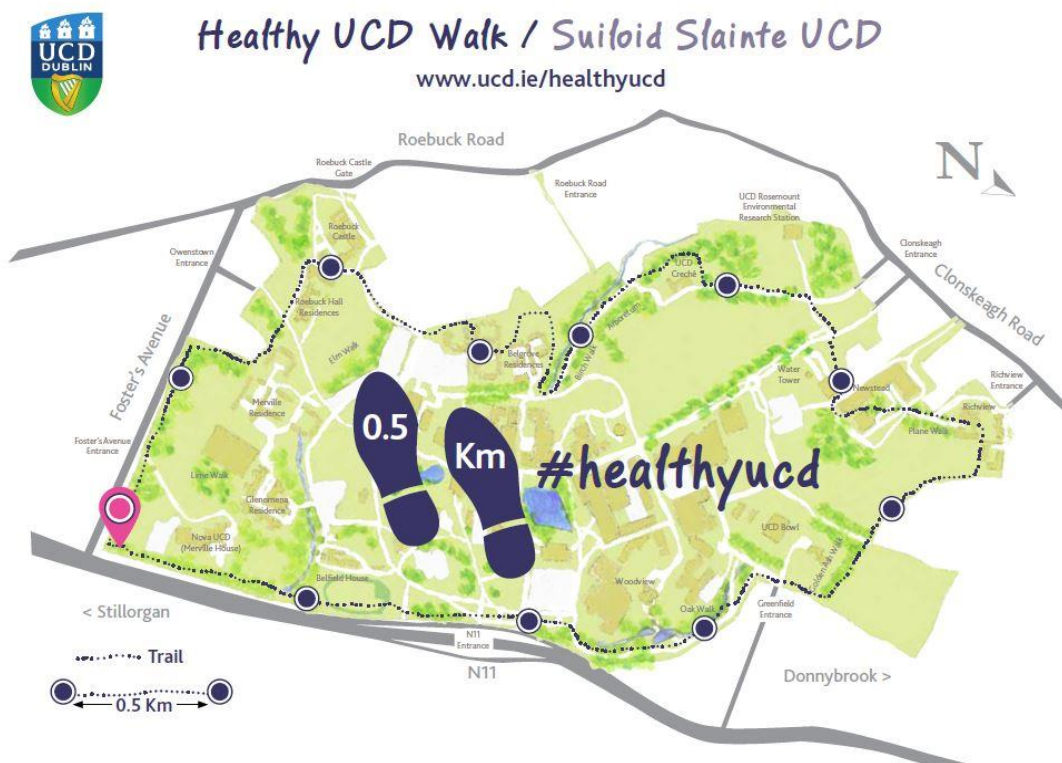 UCD
DUBLIN
Healthy UCD Walk / Suiloid Slainte UCD
www.ucd.ie/healthyucd
Roebuck Road
N
Roebuck Castle
Gate
Roebuck Road
Entrance
UCD Rosemount
Environmental
Research Station
Roebuck
Castle
Owenstown
Entrance
Clonskeagh
Entrance
UCD
Creché
Clonskeagh Road
Roebuck Hall
Residences
Arboretum
Foster's Avenue
Elm Walk
Belgrove
Residences
Birch Walk
Water
Tower
Newstead
Richview
Entrance
Merville
Residence
Richview
Plane Walk
0.5
Km
#healthyucd
Foster's Avenue
Entrance
Lime Walk
Glenomena
Residence
Nova UCD
(Merville House)
UCD Bowl
Golden Ash Walk
Belfield House
Woodview
Oak Walk
Greenfield
Entrance
< Stillorgan
N11
Entrance
N11
Donnybrook >
Trail
0.5 Km